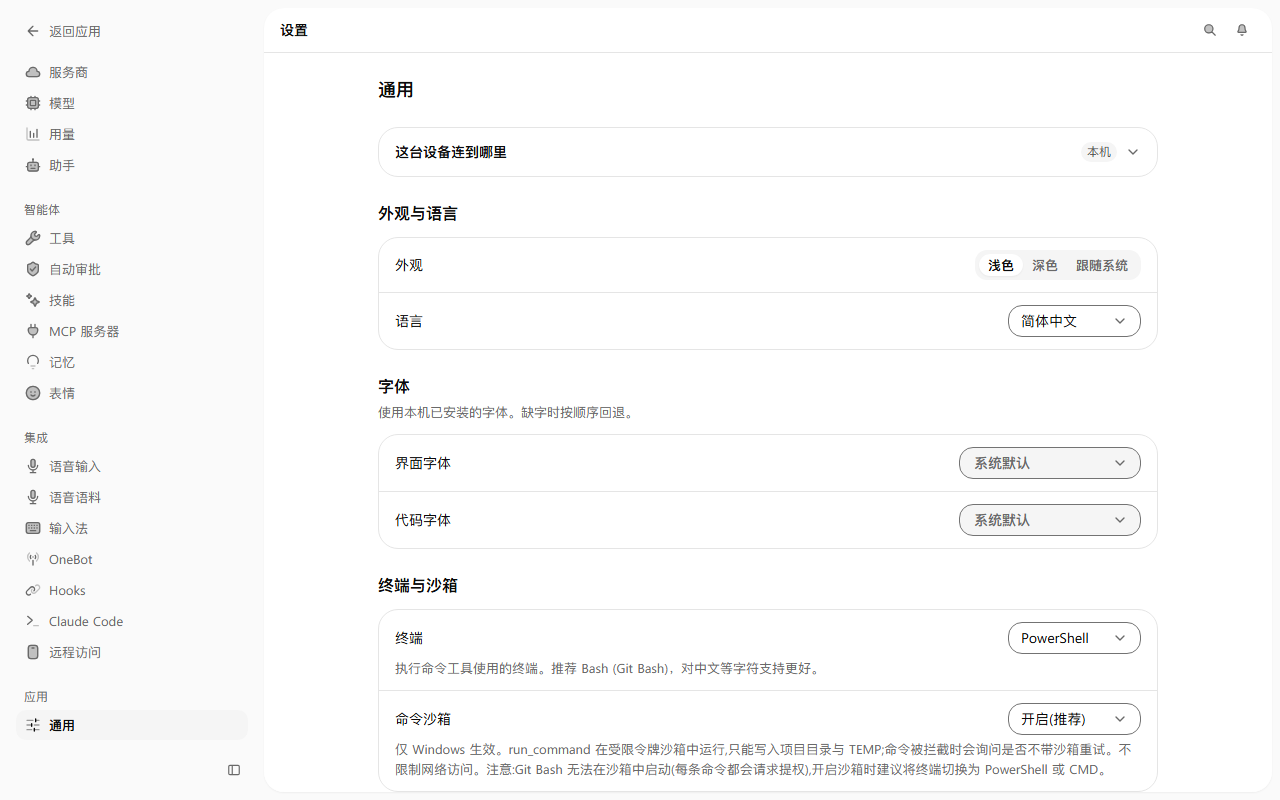 返回应用
服务商
模型
用量
助手
智能体
工具
自动审批
技能
MCP 服务器
记忆
表情
集成
语音输入
语音语料
输入法
OneBot
Hooks
Claude Code
远程访问
应用
通用
设置
通用
这台设备连到哪里 本机
外观与语言
外观 浅色 深色 跟随系统
语言 简体中文
字体
使用本机已安装的字体。缺字时按顺序回退。
界面字体 系统默认
代码字体 系统默认
终端与沙箱
终端 PowerShell
执行命令工具使用的终端。推荐 Bash (Git Bash)，对中文等字符支持更好。
命令沙箱 开启(推荐)
仅 Windows 生效。run_command 在受限令牌沙箱中运行,只能写入项目目录与 TEMP;命令被拦截时会询问是否不带沙箱重试。不
限制网络访问。注意:Git Bash 无法在沙箱中启动(每条命令都会请求提权),开启沙箱时建议将终端切换为 PowerShell 或 CMD。